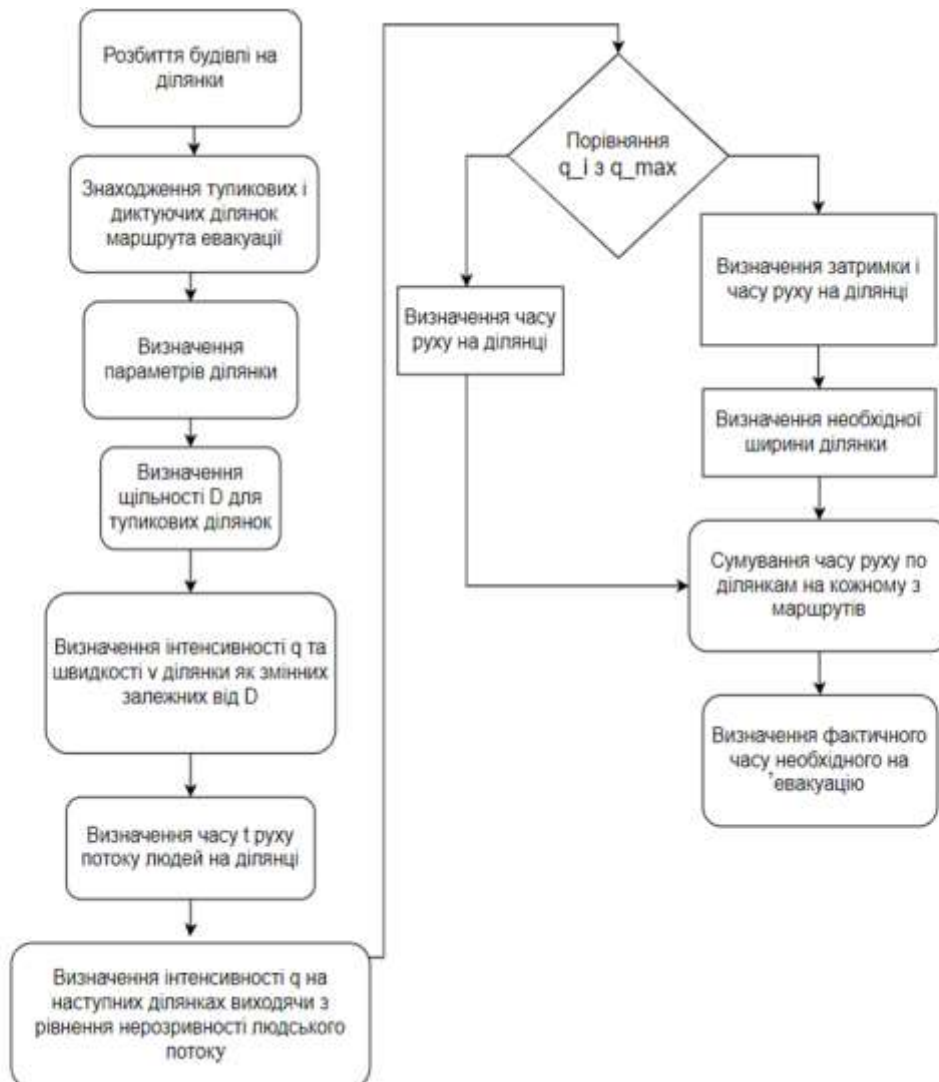 Розбиття будівлі на
ділянки
Знаходження тупикових і
диктуючих ділянок
маршрута евакуації
Визначення
параметрів ділянки
Визначення
щільності D для
тупикових ділянок
Визначення інтенсивності q та
швидкості v ділянки як змінних
залежних від D
Визначення часу t руху
потоку людей на ділянці
Визначення інтенсивності q на
наступних ділянках виходячи з
рівнення нерозривності людського
потоку
Порівняння
q_i з q_max
Визначення часу
руху на ділянці
Визначення затримки і
часу руху на ділянці
Визначення необхідної
ширини ділянки
Сумування часу руху по
ділянкам на кожному з
маршрутів
Визначення фактичного
часу необхідного на
евакуацію